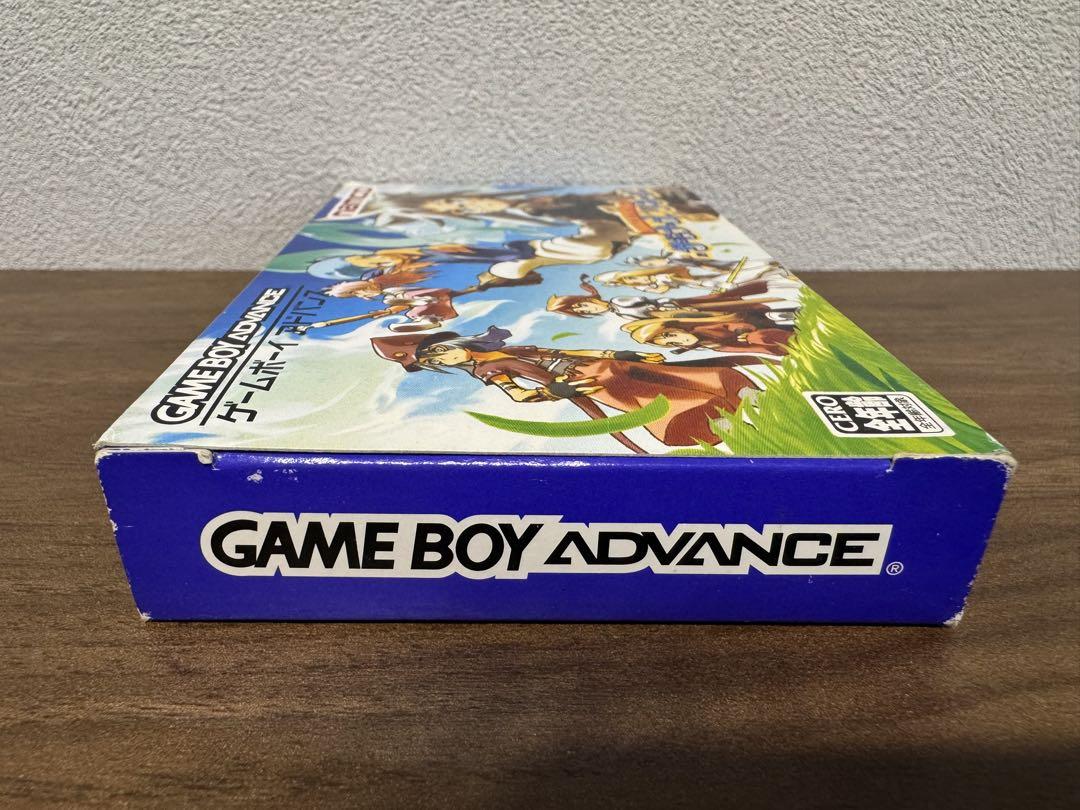 namco
GAME BOY ADVANCE
ゲームボーイ アドバンス
CERO
全年齢
GAME BOY ADVANCE®